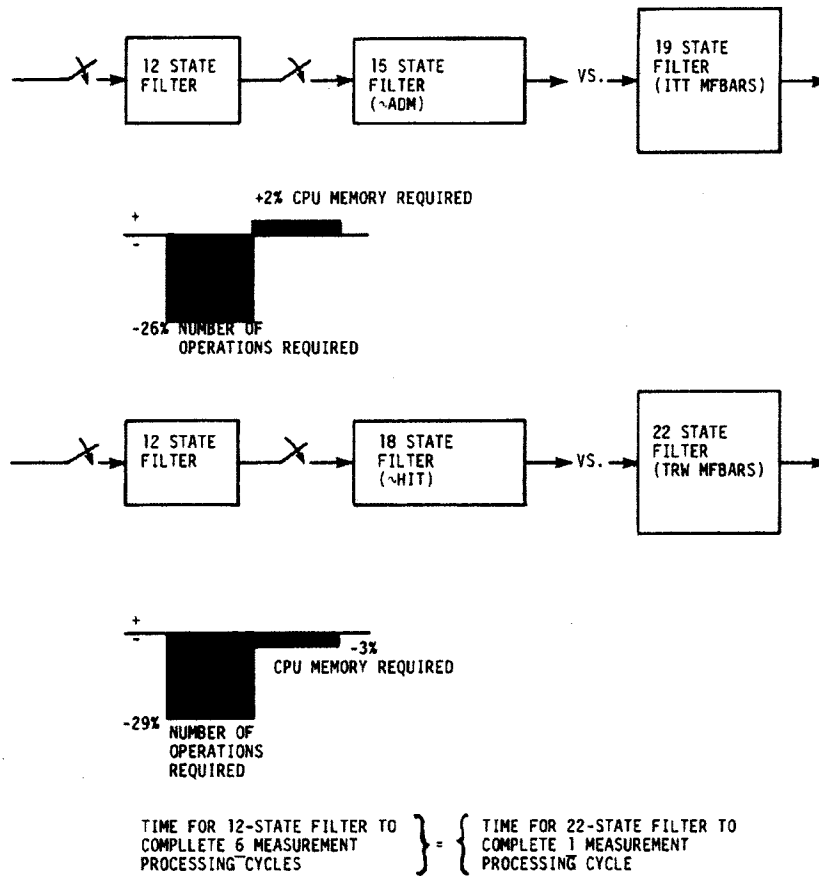 12 STATE
FILTER
15 STATE
FILTER
(~ADM)
VS.
19 STATE
FILTER
(ITT MFBARS)
+2% CPU MEMORY REQUIRED
+
-
-26% NUMBER OF
OPERATIONS REQUIRED
12 STATE
FILTER
18 STATE
FILTER
(~HIT)
VS.
22 STATE
FILTER
(TRW MFBARS)
+
-
-3%
CPU MEMORY REQUIRED
-29% NUMBER OF
OPERATIONS
REQUIRED
TIME FOR 12-STATE FILTER TO
COMPLLETE 6 MEASUREMENT
PROCESSING CYCLES
=
TIME FOR 22-STATE FILTER TO
COMPLETE 1 MEASUREMENT
PROCESSING CYCLE